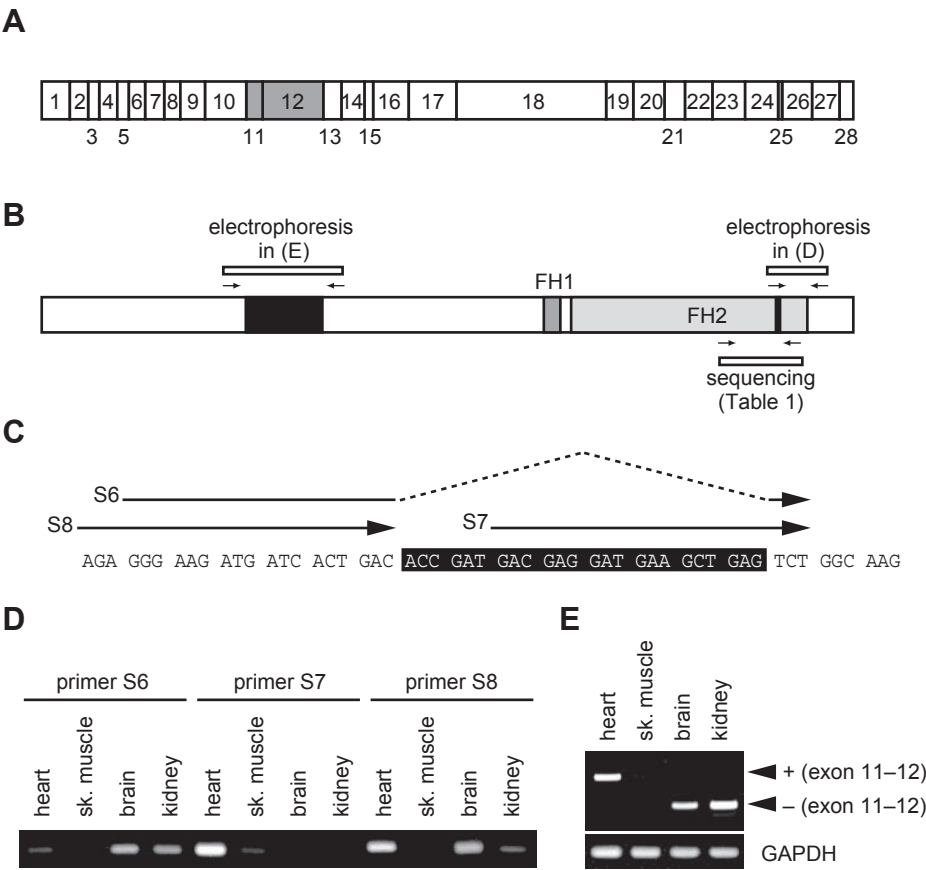 A
1 2 4 6 7 8 9 10 12 14 16 17 18 19 20 22 23 24 26 27
3 5 11 13 15 21 25 28
B
electrophoresis in (E)
electrophoresis in (D)
FH1
FH2
sequencing
(Table 1)
C
S6
S8 S7
AGA GGG AAG ATG ATC ACT GAC ACC GAT GAC GAG GAT GAA GCT GAG TCT GGC AAG
D
primer S6 primer S7 primer S8
heart sk. muscle brain kidney heart sk. muscle brain kidney heart sk. muscle brain kidney
E
heart sk. muscle brain kidney
+ (exon 11–12)
– (exon 11–12)
GAPDH